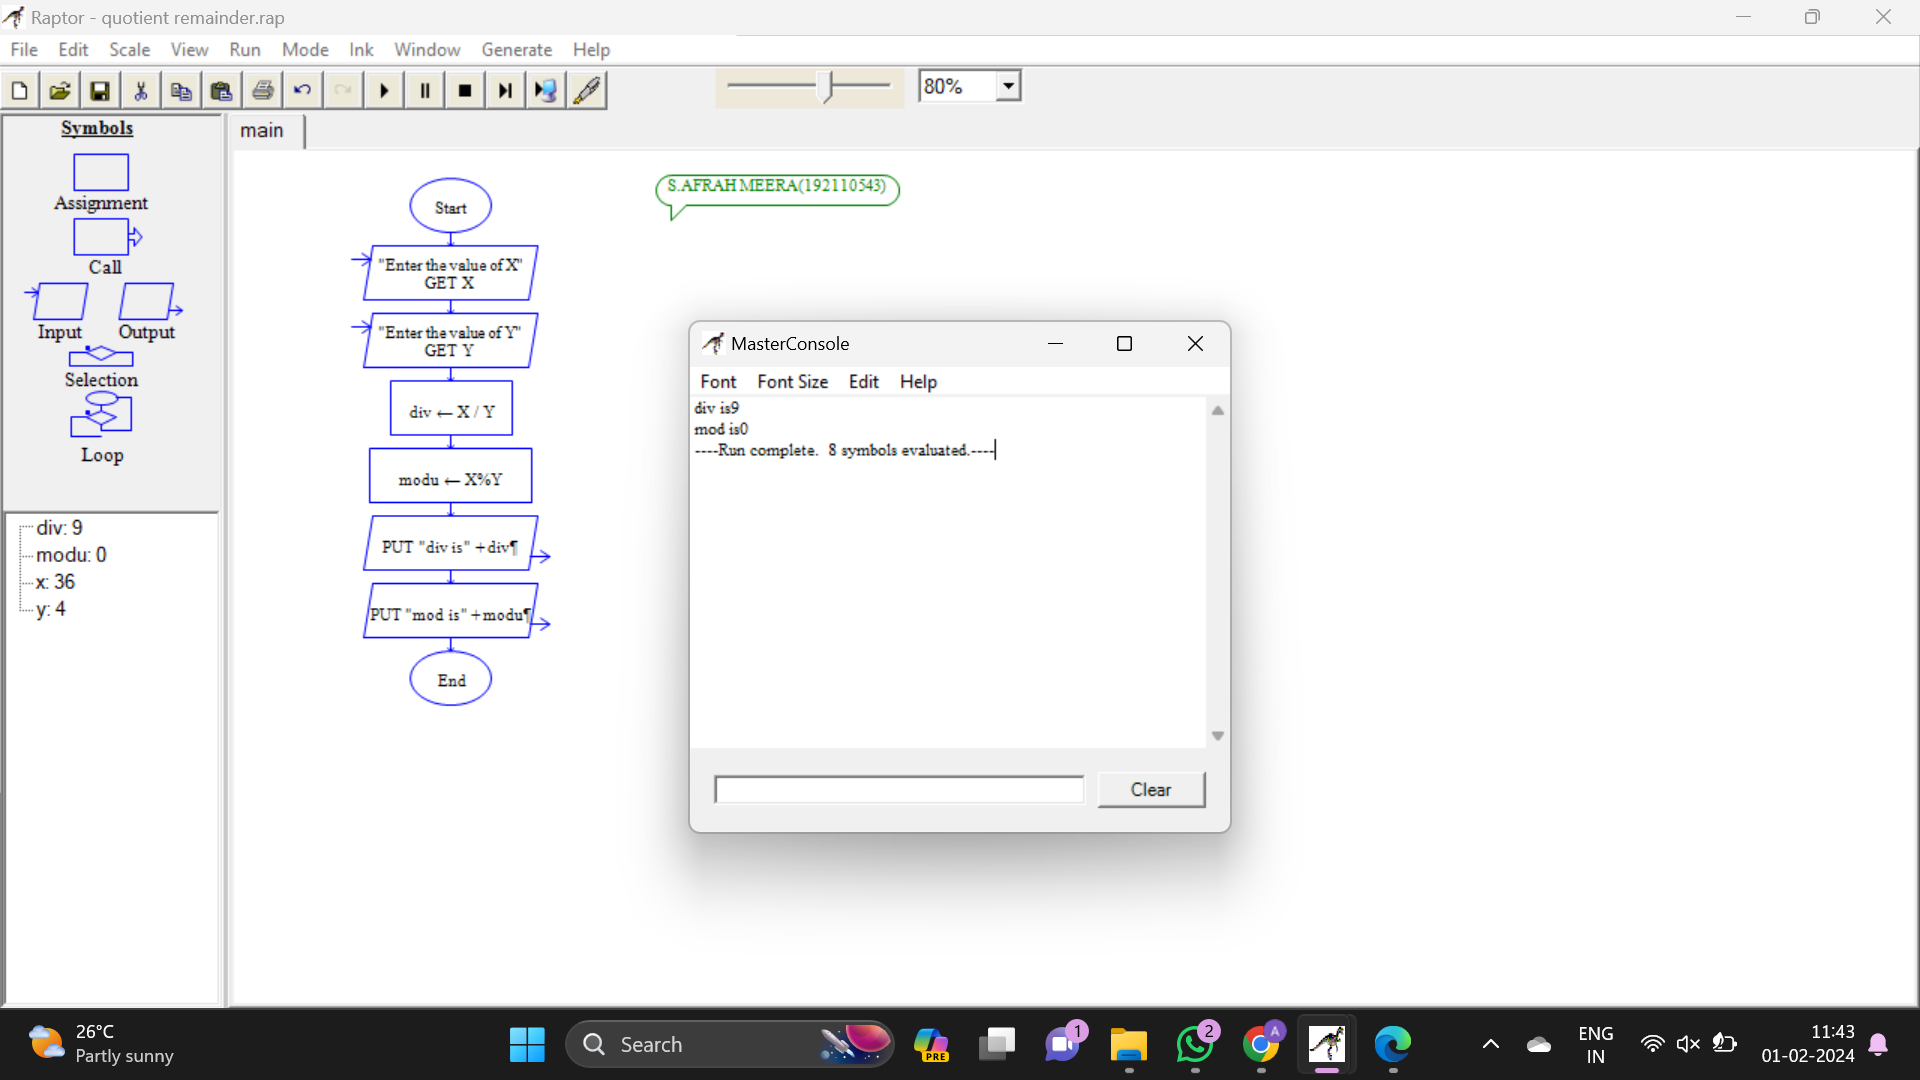 Raptor - quotient remainder.rap
File Edit Scale View Run Mode Ink Window Generate Help
80%
Symbols
Assignment
Call
Input Output
Selection
Loop
div: 9
modu: 0
x: 36
y: 4
main
S.AFRAH MEERA(192110543)
Start
"Enter the value of X"
GET X
"Enter the value of Y"
GET Y
div ← X / Y
modu ← X%Y
PUT "div is" +div¶
PUT "mod is" +modu¶
End
MasterConsole
Font Font Size Edit Help
div is9
mod is0
----Run complete.  8 symbols evaluated.----
Clear
26°C
Partly sunny
Search
PRE
1
2
A
ENG
IN
11:43
01-02-2024